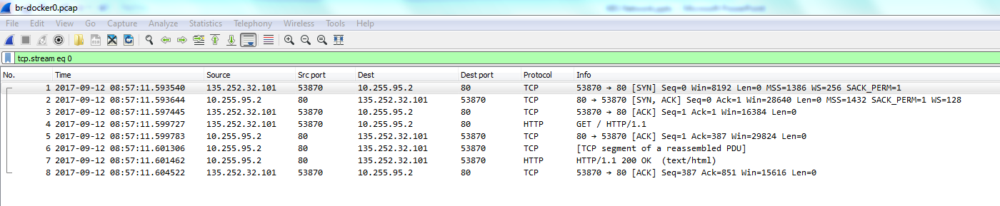 br-docker0.pcap
File Edit View Go Capture Analyze Statistics Telephony Wireless Tools Help
tcp.stream eq 0
No. Time Source Src port Dest Dest port Protocol Info
1 2017-09-12 08:57:11.593540 135.252.32.101 53870 10.255.95.2 80 TCP 53870 → 80 [SYN] Seq=0 Win=8192 Len=0 MSS=1386 WS=256 SACK_PERM=1
2 2017-09-12 08:57:11.593644 10.255.95.2 80 135.252.32.101 53870 TCP 80 → 53870 [SYN, ACK] Seq=0 Ack=1 Win=28640 Len=0 MSS=1432 SACK_PERM=1 WS=128
3 2017-09-12 08:57:11.597445 135.252.32.101 53870 10.255.95.2 80 TCP 53870 → 80 [ACK] Seq=1 Ack=1 Win=16384 Len=0
4 2017-09-12 08:57:11.599727 135.252.32.101 53870 10.255.95.2 80 HTTP GET / HTTP/1.1
5 2017-09-12 08:57:11.599783 10.255.95.2 80 135.252.32.101 53870 TCP 80 → 53870 [ACK] Seq=1 Ack=387 Win=29824 Len=0
6 2017-09-12 08:57:11.601306 10.255.95.2 80 135.252.32.101 53870 TCP [TCP segment of a reassembled PDU]
7 2017-09-12 08:57:11.601462 10.255.95.2 80 135.252.32.101 53870 HTTP HTTP/1.1 200 OK (text/html)
8 2017-09-12 08:57:11.604522 135.252.32.101 53870 10.255.95.2 80 TCP 53870 → 80 [ACK] Seq=387 Ack=851 Win=15616 Len=0